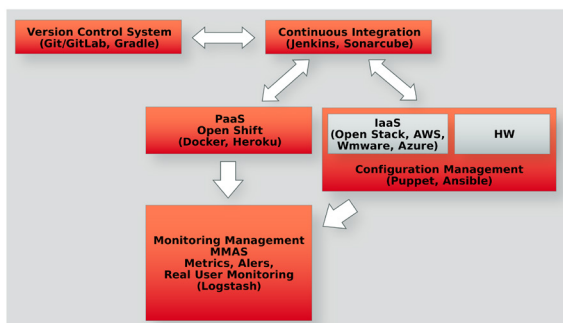 Version Control System
(Git/GitLab, Gradle)
Continuous Integration
(Jenkins, Sonarcube)
PaaS
Open Shift
(Docker, Heroku)
IaaS
(Open Stack, AWS,
Wmware, Azure)
HW
Configuration Management
(Puppet, Ansible)
Monitoring Management
MMAS
Metrics, Alers,
Real User Monitoring
(Logstash)